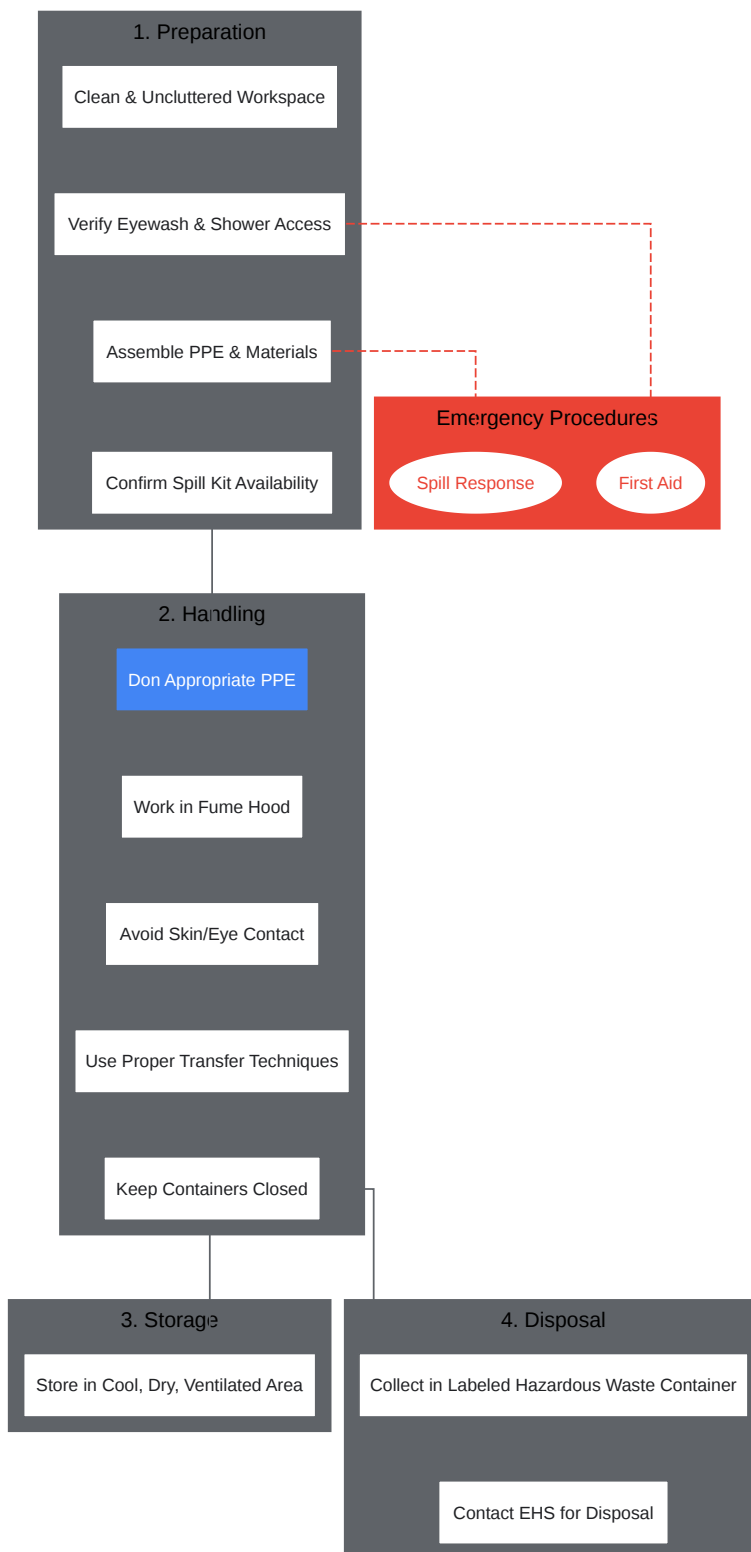 1. Preparation
Clean & Uncluttered Workspace
Verify Eyewash & Shower Access
Assemble PPE & Materials
Confirm Spill Kit Availability
Emergency Procedures
Spill Response
First Aid
2. Handling
Don Appropriate PPE
Work in Fume Hood
Avoid Skin/Eye Contact
Use Proper Transfer Techniques
Keep Containers Closed
3. Storage
Store in Cool, Dry, Ventilated Area
4. Disposal
Collect in Labeled Hazardous Waste Container
Contact EHS for Disposal